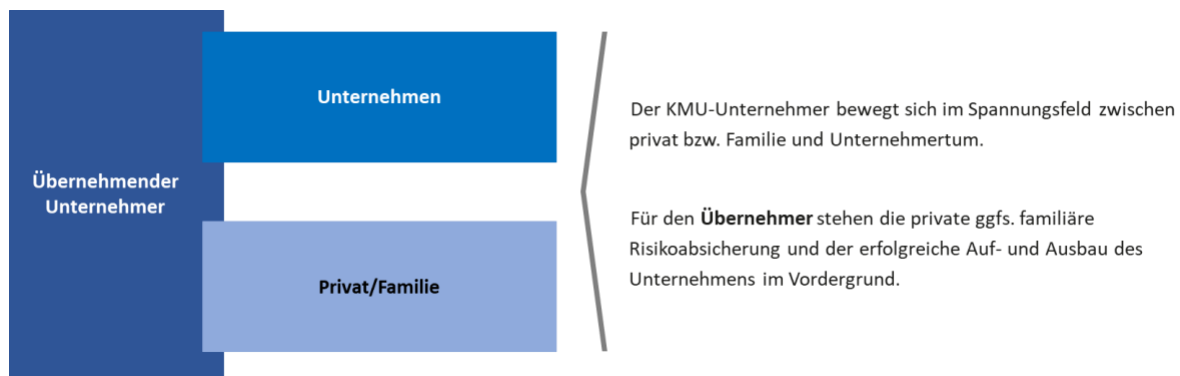 Übernehmender
Unternehmer
Unternehmen
Privat/Familie
Der KMU-Unternehmer bewegt sich im Spannungsfeld zwischen
privat bzw. Familie und Unternehmertum.
Für den Übernehmer stehen die private ggfs. familiäre
Risikoabsicherung und der erfolgreiche Auf- und Ausbau des
Unternehmens im Vordergrund.